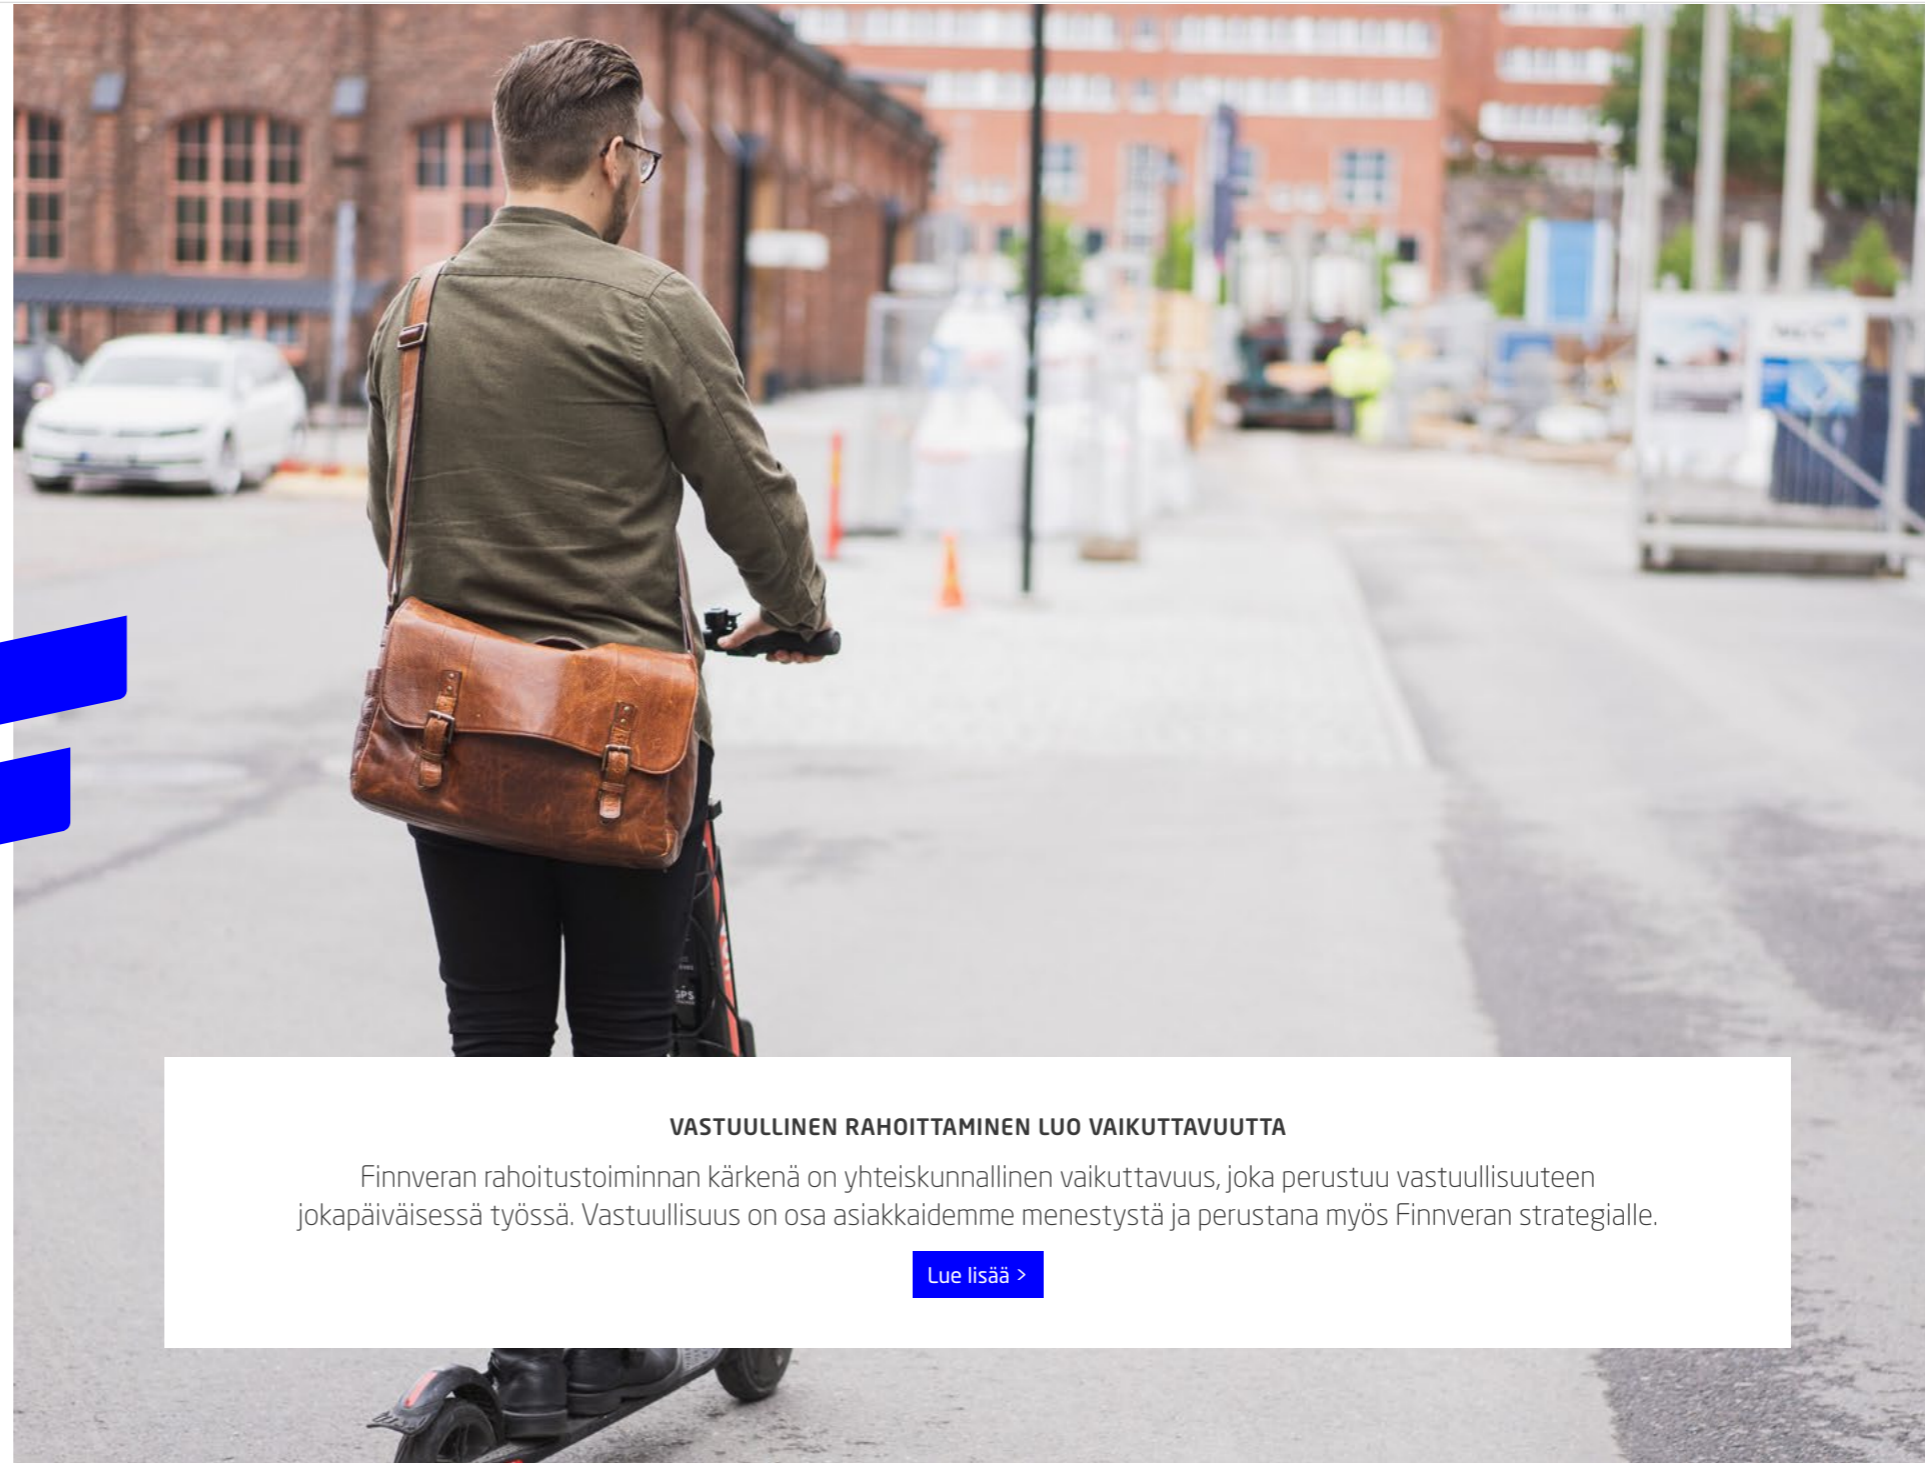 GPS
VASTUULLINEN RAHOITTAMINEN LUO VAIKUTTAVUUTTA
Finnveran rahoitustoiminnan kärkenä on yhteiskunnallinen vaikuttavuus, joka perustuu vastuullisuuteen
jokapäiväisessä työssä. Vastuullisuus on osa asiakkaidemme menestystä ja perustana myös Finnveran strategialle.
Lue lisää >